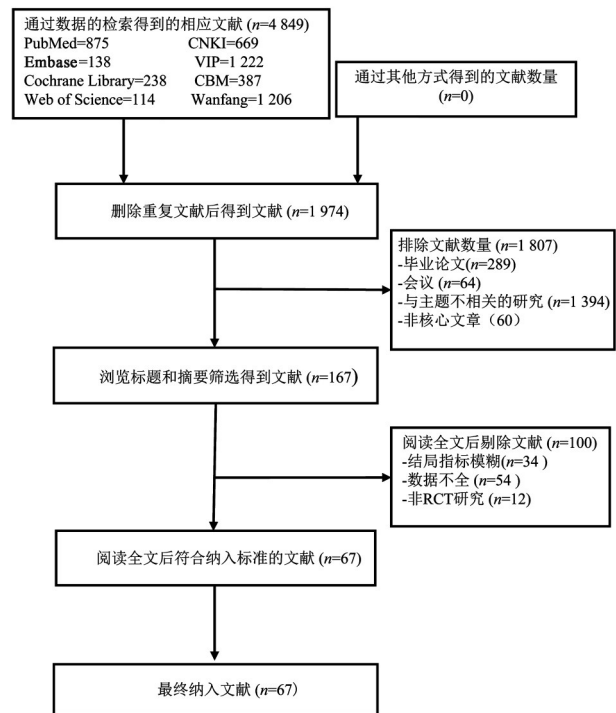 通过数据的检索得到的相应文献 (n=4 849)
PubMed=875 CNKI=669
Embase=138 VIP=1 222
Cochrane Library=238 CBM=387
Web of Science=114 Wanfang=1 206
通过其他方式得到的文献数量
(n=0)
删除重复文献后得到文献 (n=1 974)
排除文献数量 (n=1 807)
-毕业论文(n=289)
-会议 (n=64)
-与主题不相关的研究 (n=1 394)
-非核心文章（60）
浏览标题和摘要筛选得到文献 (n=167)
阅读全文后剔除文献 (n=100)
-结局指标模糊(n=34 )
-数据不全 (n=54 )
-非RCT研究 (n=12)
阅读全文后符合纳入标准的文献 (n=67)
最终纳入文献 (n=67)